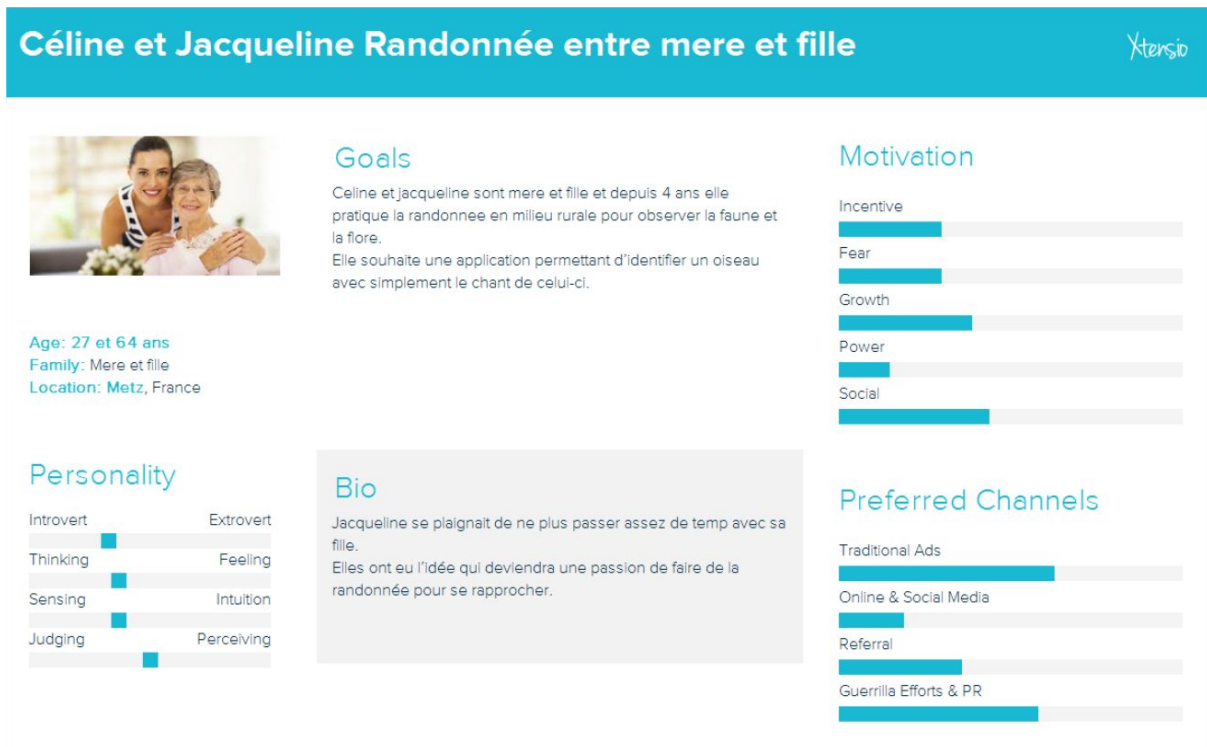 Céline et Jacqueline Randonnée entre mere et fille
Xtensio
Age: 27 et 64 ans
Family: Mere et fille
Location: Metz, France
Goals
Celine et jacqueline sont mere et fille et depuis 4 ans elle
pratique la randonnee en milieu rurale pour observer la faune et
la flore.
Elle souhaite une application permettant d'identifier un oiseau
avec simplement le chant de celui-ci.
Motivation
Incentive
Fear
Growth
Power
Social
Personality
Introvert Extrovert
Thinking Feeling
Sensing Intuition
Judging Perceiving
Bio
Jacqueline se plaignait de ne plus passer assez de temp avec sa
fille.
Elles ont eu l'idée qui deviendra une passion de faire de la
randonnée pour se rapprocher.
Preferred Channels
Traditional Ads
Online & Social Media
Referral
Guerrilla Efforts & PR